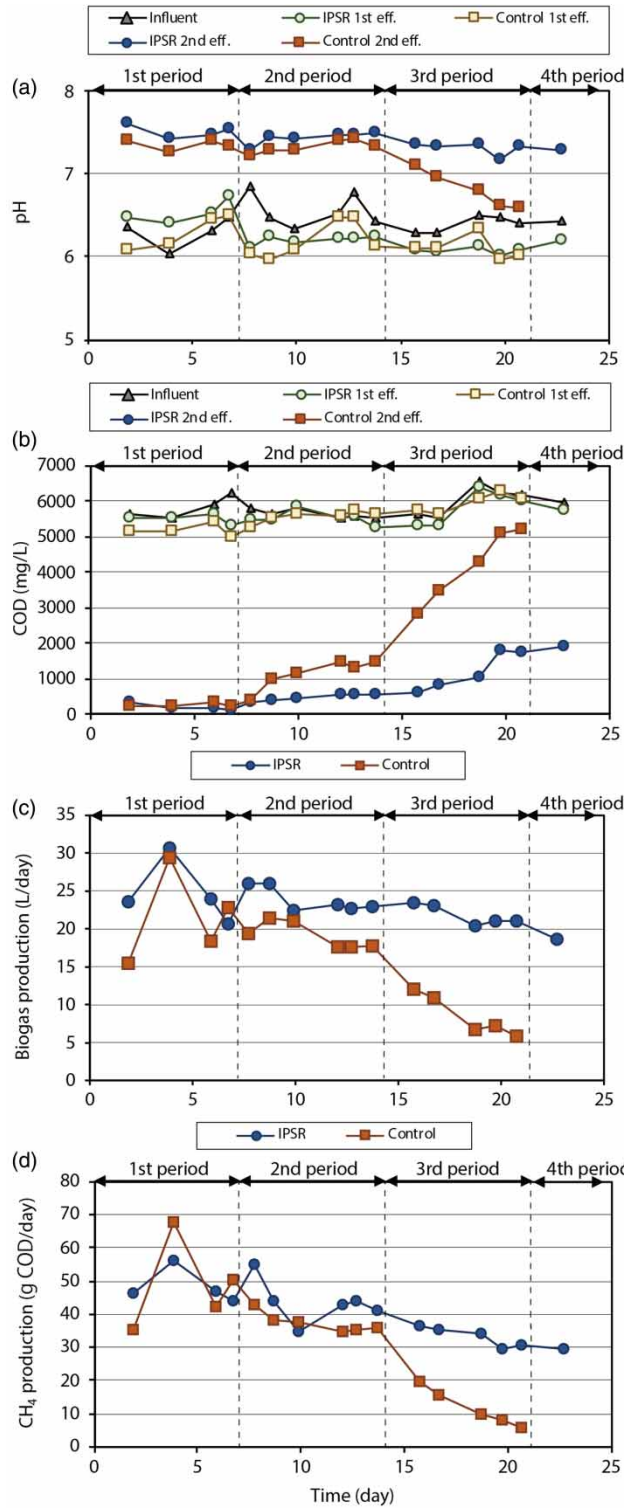 Influent IPSR 1st eff. Control 1st eff.
IPSR 2nd eff. Control 2nd eff.
(a) 1st period 2nd period 3rd period 4th period
8
7
6
5
pH
0 5 10 15 20 25
Influent IPSR 1st eff. Control 1st eff.
IPSR 2nd eff. Control 2nd eff.
(b) 1st period 2nd period 3rd period 4th period
7000
6000
5000
4000
3000
2000
1000
0
COD (mg/L)
0 5 10 15 20 25
IPSR Control
(c) 1st period 2nd period 3rd period 4th period
35
30
25
20
15
10
5
0
Biogas production (L/day)
0 5 10 15 20 25
IPSR Control
(d) 1st period 2nd period 3rd period 4th period
80
70
60
50
40
30
20
10
0
CH₄ production (g COD/day)
0 5 10 15 20 25
Time (day)